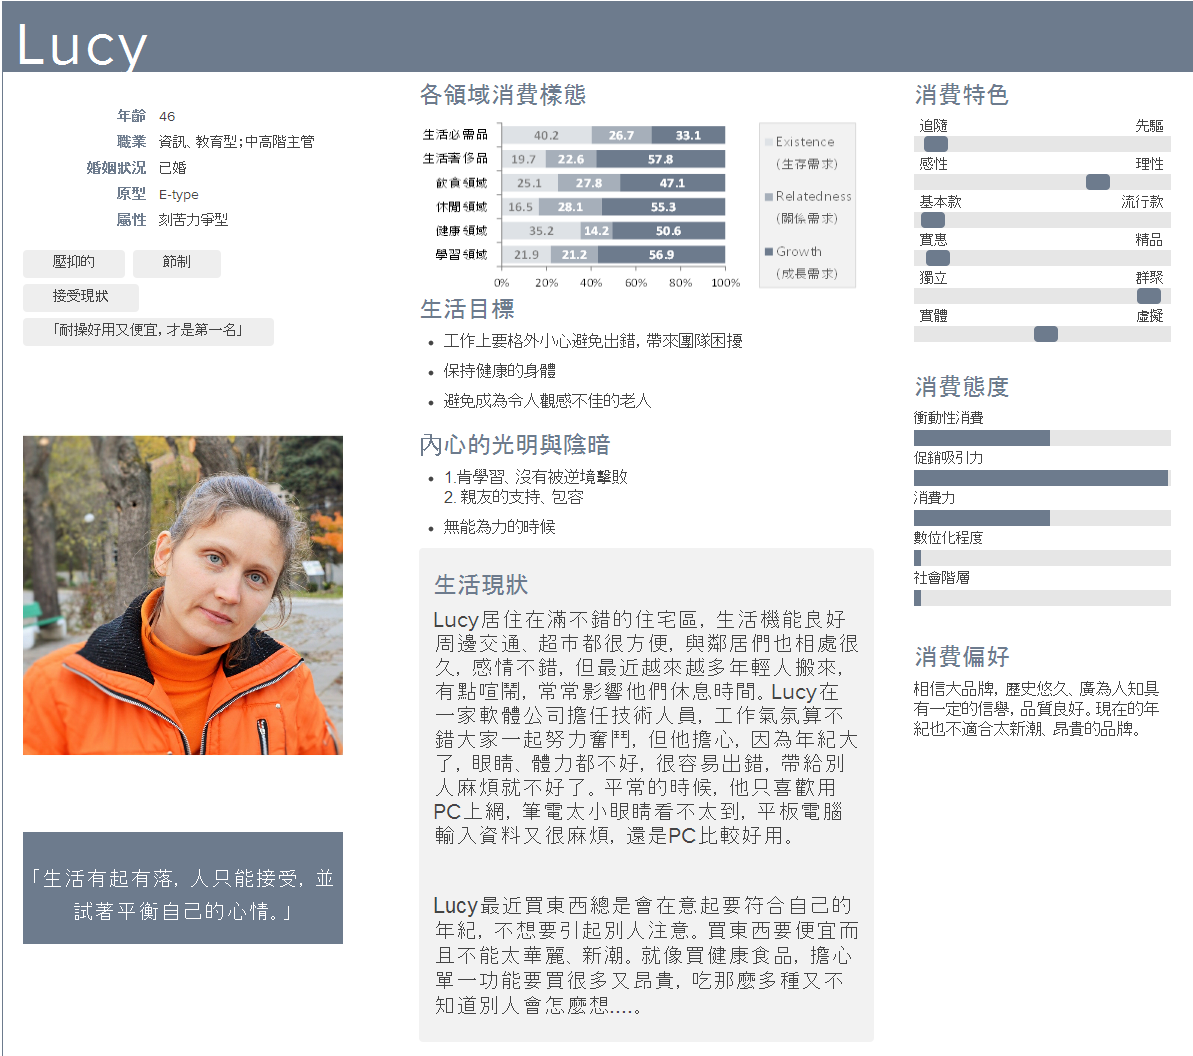 Lucy
年齡 46
職業 資訊、教育型；中高階主管
婚姻狀況 已婚
原型 E-type
屬性 刻苦力爭型
壓抑的 節制
接受現狀
「耐操好用又便宜，才是第一名」
「生活有起有落，人只能接受，並
試著平衡自己的心情。」
各領域消費樣態
生活必需品 40.2 26.7 33.1
生活奢侈品 19.7 22.6 57.8
飲食領域 25.1 27.8 47.1
休閒領域 16.5 28.1 55.3
健康領域 35.2 14.2 50.6
學習領域 21.9 21.2 56.9
0% 20% 40% 60% 80% 100%
Existence
(生存需求)
Relatedness
(關係需求)
Growth
(成長需求)
生活目標
• 工作上要格外小心避免出錯，帶來團隊困擾
• 保持健康的身體
• 避免成為令人觀感不佳的老人
內心的光明與陰暗
• 1.肯學習、沒有被逆境擊敗
2. 親友的支持、包容
• 無能為力的時候
生活現狀
Lucy居住在滿不錯的住宅區，生活機能良好
周邊交通、超市都很方便，與鄰居們也相處很
久，感情不錯，但最近越來越多年輕人搬來，
有點喧鬧，常常影響他們休息時間。Lucy在
一家軟體公司擔任技術人員，工作氣氛算不
錯大家一起努力奮鬥，但他擔心，因為年紀大
了，眼睛、體力都不好，很容易出錯，帶給別
人麻煩就不好了。平常的時候，他只喜歡用
PC上網，筆電太小眼睛看不太到，平板電腦
輸入資料又很麻煩，還是PC比較好用。
Lucy最近買東西總是會在意起要符合自己的
年紀，不想要引起別人注意。買東西要便宜而
且不能太華麗、新潮。就像買健康食品，擔心
單一功能要買很多又昂貴，吃那麼多種又不
知道別人會怎麼想....。
消費特色
追隨 先驅
感性 理性
基本款 流行款
實惠 精品
獨立 群聚
實體 虛擬
消費態度
衝動性消費
促銷吸引力
消費力
數位化程度
社會階層
消費偏好
相信大品牌，歷史悠久、廣為人知具
有一定的信譽，品質良好。現在的年
紀也不適合太新潮、昂貴的品牌。